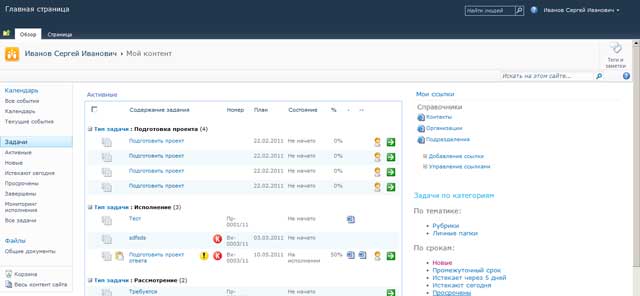 Главная страница
Найти людей
Иванов Сергей Иванович
Обзор Страница
Иванов Сергей Иванович › Мой контент
Теги и заметки
Искать на этом сайте...
Календарь
Все события
Календарь
Текущие события
Задачи
Активные
Новые
Истекают сегодня
Просрочены
Завершены
Мониторинг исполнения
Все задачи
Файлы
Общие документы
Корзина
Весь контент сайта
Активные
Содержание задания Номер План Состояние %
Тип задачи : Подготовка проекта (4)
Подготовить проект 22.02.2011 Не начато 0%
Подготовить проект 22.02.2011 Не начато 0%
Подготовить проект 22.02.2011 Не начато 0%
Подготовить проект 22.02.2011 Не начато 0%
Тип задачи : Исполнение (3)
Тест Пр-0001/11 Не начато
sdfsds Вх-0003/11 03.03.2011 Не начато
Подготовить проект ответа Вх-0003/11 10.05.2011 На исполнении 50%
Тип задачи : Рассмотрение (2)
Требуется Пр- Не начато
Мои ссылки
Справочники
Контакты
Организации
Подразделения
Добавление ссылки
Управление ссылками
Задачи по категориям
По тематике:
Рубрики
Личные папки
По срокам:
Новые
Промежуточный срок
Истекают через 5 дней
Истекают сегодня
Просрочены